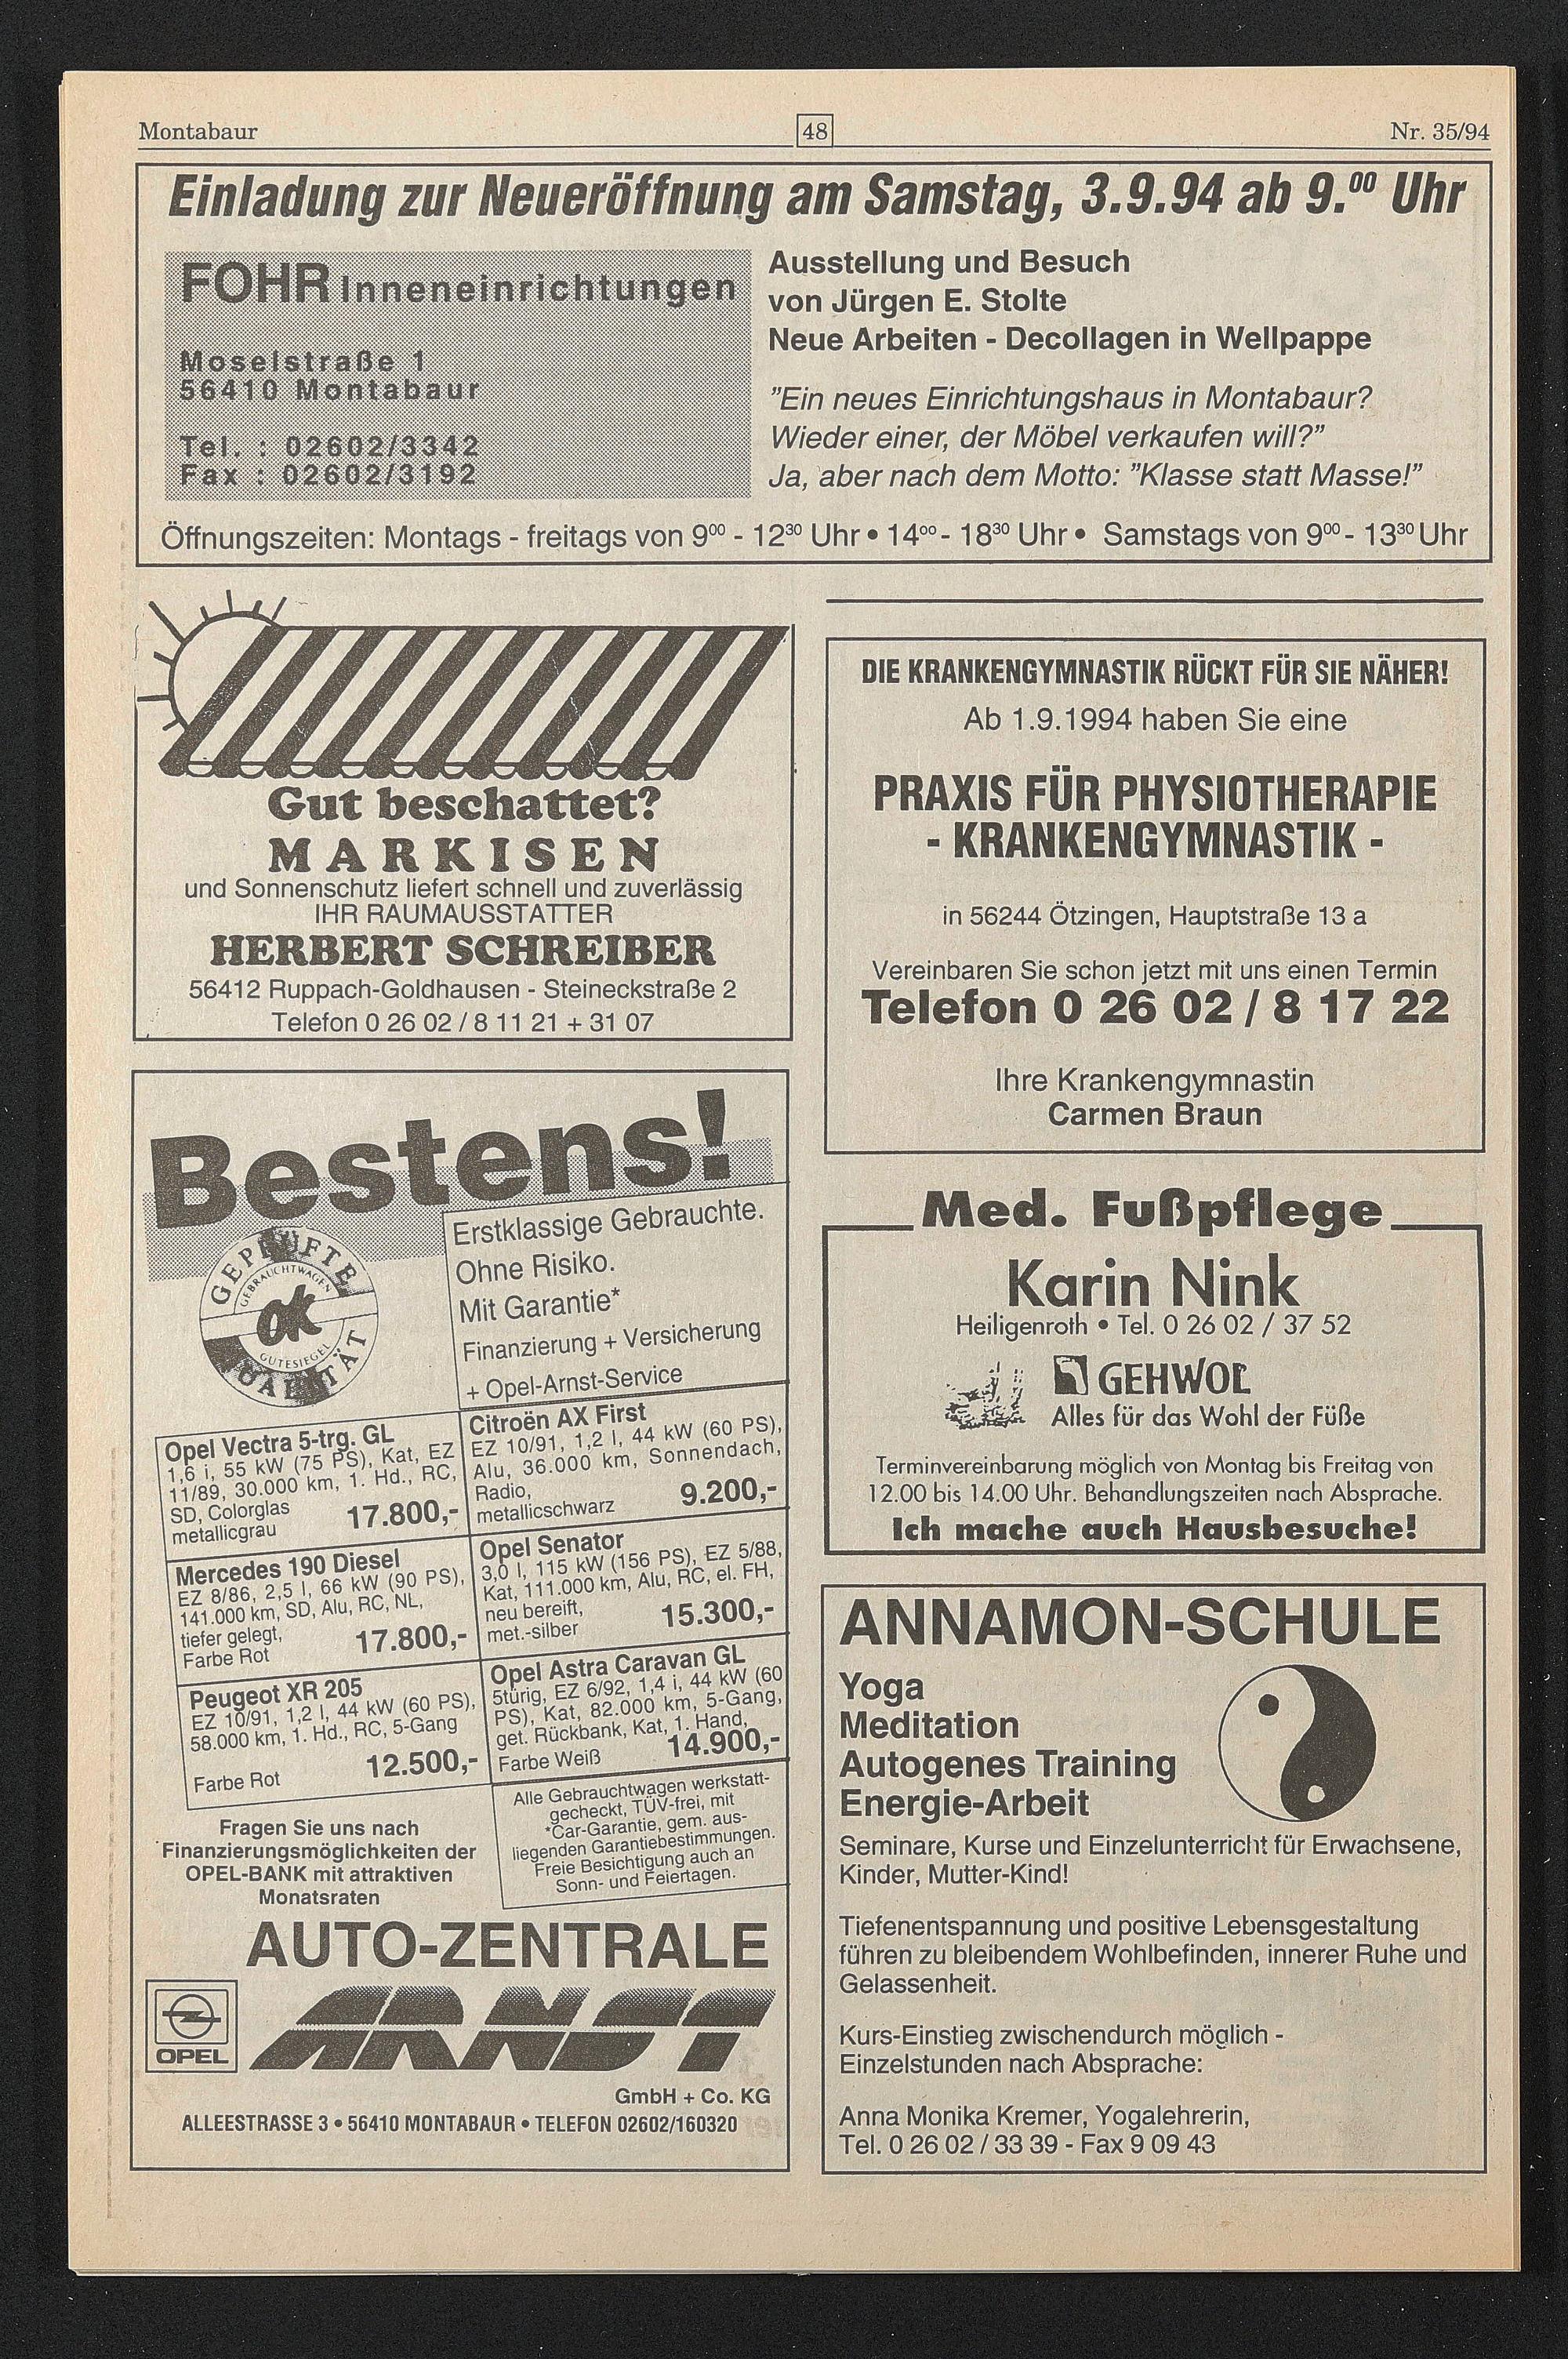 Montabaur
48
Nr. 35/94
Einladung zur Neueröffnung am Samstag, 3.9.94 ab 9.00 Uhr
FOHR Inneneinrichtungen
Moselstraße 1
56410 Montabaur
Tel. : 02602/3342
Fax : 02602/3192
Ausstellung und Besuch
von Jürgen E. Stolte
Neue Arbeiten - Decollagen in Wellpappe
"Ein neues Einrichtungshaus in Montabaur?
Wieder einer, der Möbel verkaufen will?"
Ja, aber nach dem Motto: "Klasse statt Masse!"
Öffnungszeiten: Montags - freitags von 900 - 1230 Uhr • 1400 - 1830 Uhr • Samstags von 900 - 1330 Uhr
Gut beschattet?
MARKISEN
und Sonnenschutz liefert schnell und zuverlässig
IHR RAUMAUSSTATTER
HERBERT SCHREIBER
56412 Ruppach-Goldhausen - Steineckstraße 2
Telefon 0 26 02 / 8 11 21 + 31 07
Bestens!
Erstklassige Gebrauchte.
Ohne Risiko.
Mit Garantie*
Finanzierung + Versicherung
+ Opel-Arnst-Service
GEPRÜFTE
GEBRAUCHTWAGEN
ok
GUTESIEGEL
QUALITÄT
Opel Vectra 5-trg. GL
1,6 i, 55 kW (75 PS), Kat, EZ
11/89, 30.000 km, 1. Hd., RC,
SD, Colorglas
metallicgrau 17.800,-
Citroën AX First
EZ 10/91, 1,2 l, 44 kW (60 PS),
Alu, 36.000 km, Sonnendach,
Radio,
metallicschwarz 9.200,-
Mercedes 190 Diesel
EZ 8/86, 2,5 l, 66 kW (90 PS),
141.000 km, SD, Alu, RC, NL,
tiefer gelegt,
Farbe Rot 17.800,-
Opel Senator
3,0 l, 115 kW (156 PS), EZ 5/88,
Kat, 111.000 km, Alu, RC, el. FH,
neu bereift,
met.-silber 15.300,-
Peugeot XR 205
EZ 10/91, 1,2 l, 44 kW (60 PS),
58.000 km, 1. Hd., RC, 5-Gang
12.500,-
Farbe Rot
Opel Astra Caravan GL
5türig, EZ 6/92, 1,4 i, 44 kW (60
PS), Kat, 82.000 km, 5-Gang,
get. Rückbank, Kat, 1. Hand,
Farbe Weiß 14.900,-
Fragen Sie uns nach
Finanzierungsmöglichkeiten der
OPEL-BANK mit attraktiven
Monatsraten
Alle Gebrauchtwagen werkstatt-
gecheckt, TÜV-frei, mit
*Car-Garantie, gem. aus-
liegenden Garantiebestimmungen.
Freie Besichtigung auch an
Sonn- und Feiertagen.
AUTO-ZENTRALE
OPEL
ARNST
GmbH + Co. KG
ALLEESTRASSE 3 • 56410 MONTABAUR • TELEFON 02602/160320
DIE KRANKENGYMNASTIK RÜCKT FÜR SIE NÄHER!
Ab 1.9.1994 haben Sie eine
PRAXIS FÜR PHYSIOTHERAPIE
- KRANKENGYMNASTIK -
in 56244 Ötzingen, Hauptstraße 13 a
Vereinbaren Sie schon jetzt mit uns einen Termin
Telefon 0 26 02 / 8 17 22
Ihre Krankengymnastin
Carmen Braun
Med. Fußpflege
Karin Nink
Heiligenroth • Tel. 0 26 02 / 37 52
GEHWOL
Alles für das Wohl der Füße
Terminvereinbarung möglich von Montag bis Freitag von
12.00 bis 14.00 Uhr. Behandlungszeiten nach Absprache.
Ich mache auch Hausbesuche!
ANNAMON-SCHULE
Yoga
Meditation
Autogenes Training
Energie-Arbeit
Seminare, Kurse und Einzelunterricht für Erwachsene,
Kinder, Mutter-Kind!
Tiefenentspannung und positive Lebensgestaltung
führen zu bleibendem Wohlbefinden, innerer Ruhe und
Gelassenheit.
Kurs-Einstieg zwischendurch möglich -
Einzelstunden nach Absprache:
Anna Monika Kremer, Yogalehrerin,
Tel. 0 26 02 / 33 39 - Fax 9 09 43